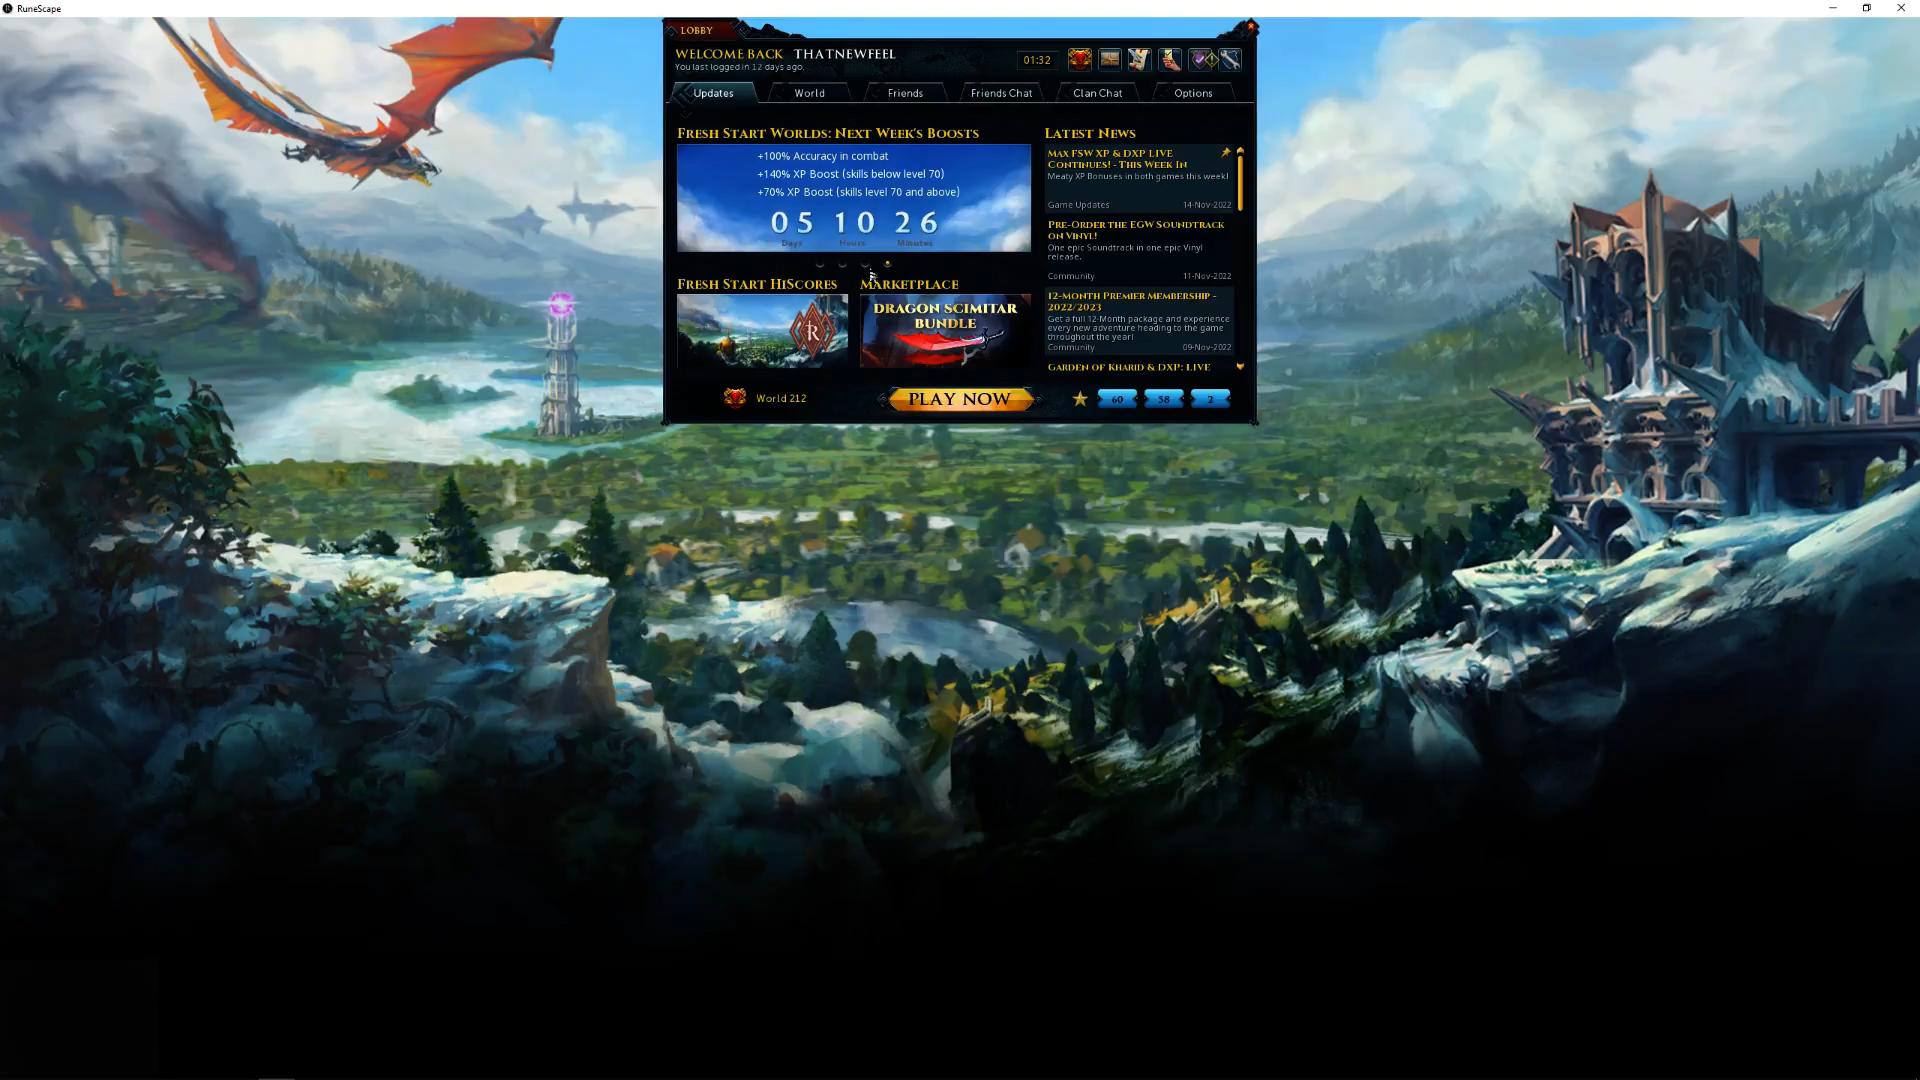 RuneScape
LOBBY
WELCOME BACK THATNEWFEEL
You last logged in 12 days ago.
01:32
Updates
World
Friends
Friends Chat
Clan Chat
Options
FRESH START WORLDS: NEXT WEEK'S BOOSTS
+100% Accuracy in combat
+140% XP Boost (skills below level 70)
+70% XP Boost (skills level 70 and above)
05 10 26
Days Hours Minutes
FRESH START HISCORES
R
MARKETPLACE
DRAGON SCIMITAR
BUNDLE
LATEST NEWS
MAX FSW XP & DXP LIVE
CONTINUES! - THIS WEEK IN
Meaty XP Bonuses in both games this week!
Game Updates 14-Nov-2022
PRE-ORDER THE EGW SOUNDTRACK
ON VINYL!
One epic Soundtrack in one epic Vinyl
release.
Community 11-Nov-2022
12-MONTH PREMIER MEMBERSHIP -
2022/2023
Get a full 12-Month package and experience
every new adventure heading to the game
throughout the year!
Community 09-Nov-2022
GARDEN OF KHARID & DXP: LIVE
World 212
PLAY NOW
60 58 2